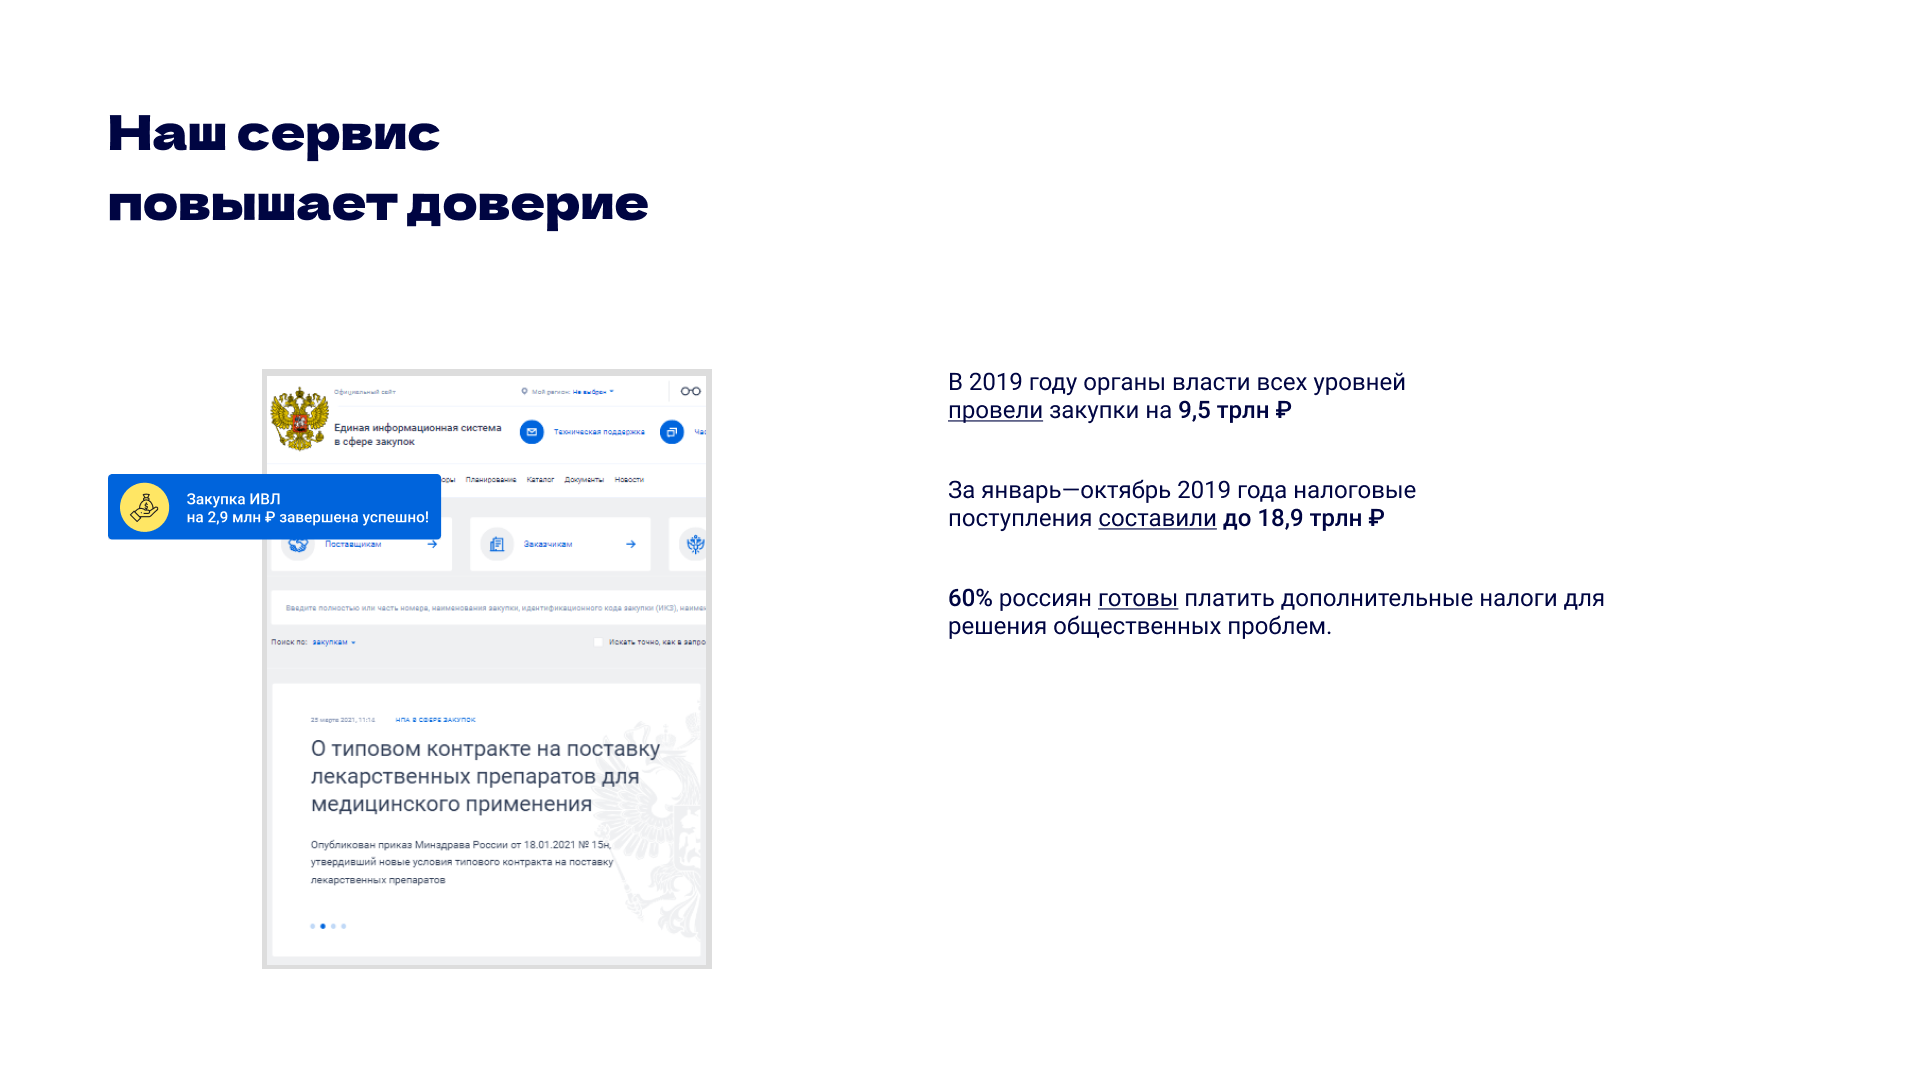 Наш сервис
повышает доверие
Официальный сайт
Мой регион: Не выбран
Единая информационная система
в сфере закупок
Техническая поддержка
Час
оры Планирование Каталог Документы Новости
Закупка ИВЛ
на 2,9 млн ₽ завершена успешно!
Поставщикам
Заказчикам
Введите полностью или часть номера, наименования закупки, идентификационного кода закупки (ИКЗ), наимен
Поиск по: закупкам
Искать точно, как в запро
25 марта 2021, 11:14 НПА В СФЕРЕ ЗАКУПОК
О типовом контракте на поставку
лекарственных препаратов для
медицинского применения
Опубликован приказ Минздрава России от 18.01.2021 № 15н,
утвердивший новые условия типового контракта на поставку
лекарственных препаратов
В 2019 году органы власти всех уровней
провели закупки на 9,5 трлн ₽
За январь—октябрь 2019 года налоговые
поступления составили до 18,9 трлн ₽
60% россиян готовы платить дополнительные налоги для
решения общественных проблем.